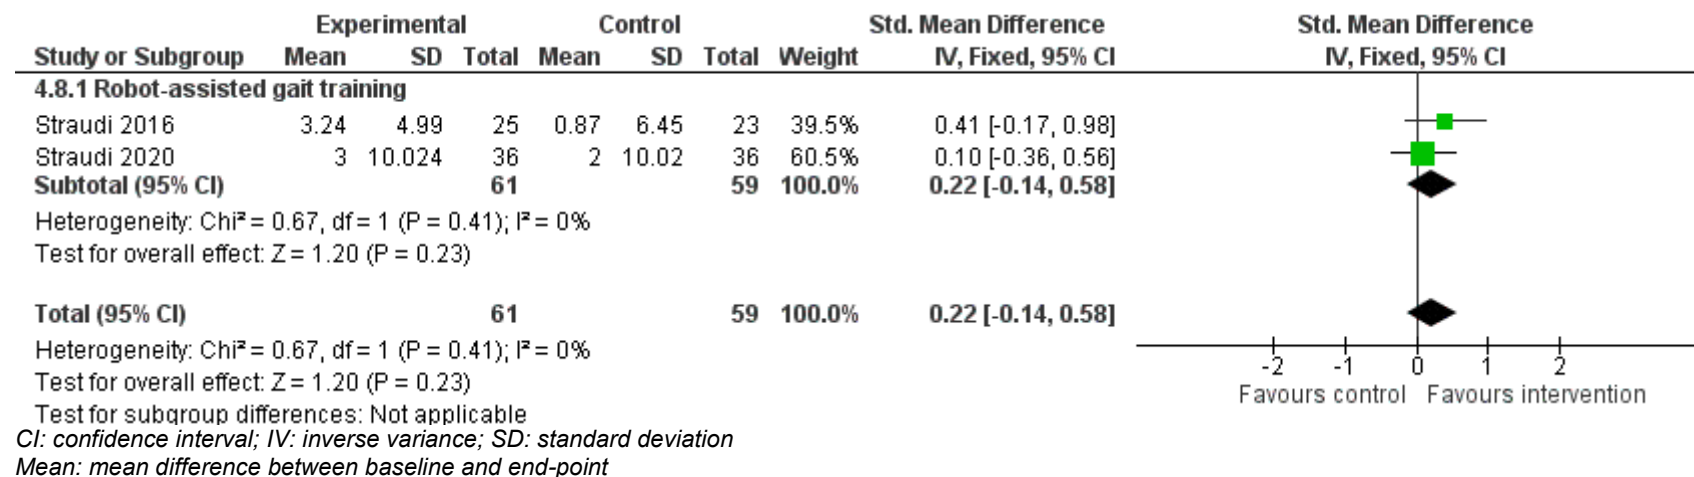 Experimental Control Std. Mean Difference Std. Mean Difference
Study or Subgroup Mean SD Total Mean SD Total Weight IV, Fixed, 95% CI IV, Fixed, 95% CI
4.8.1 Robot-assisted gait training
Straudi 2016 3.24 4.99 25 0.87 6.45 23 39.5% 0.41 [-0.17, 0.98]
Straudi 2020 3 10.024 36 2 10.02 36 60.5% 0.10 [-0.36, 0.56]
Subtotal (95% CI) 61 59 100.0% 0.22 [-0.14, 0.58]
Heterogeneity: Chi² = 0.67, df = 1 (P = 0.41); I² = 0%
Test for overall effect: Z = 1.20 (P = 0.23)
Total (95% CI) 61 59 100.0% 0.22 [-0.14, 0.58]
Heterogeneity: Chi² = 0.67, df = 1 (P = 0.41); I² = 0%
Test for overall effect: Z = 1.20 (P = 0.23)
Test for subgroup differences: Not applicable
-2 -1 0 1 2
Favours control Favours intervention
CI: confidence interval; IV: inverse variance; SD: standard deviation
Mean: mean difference between baseline and end-point